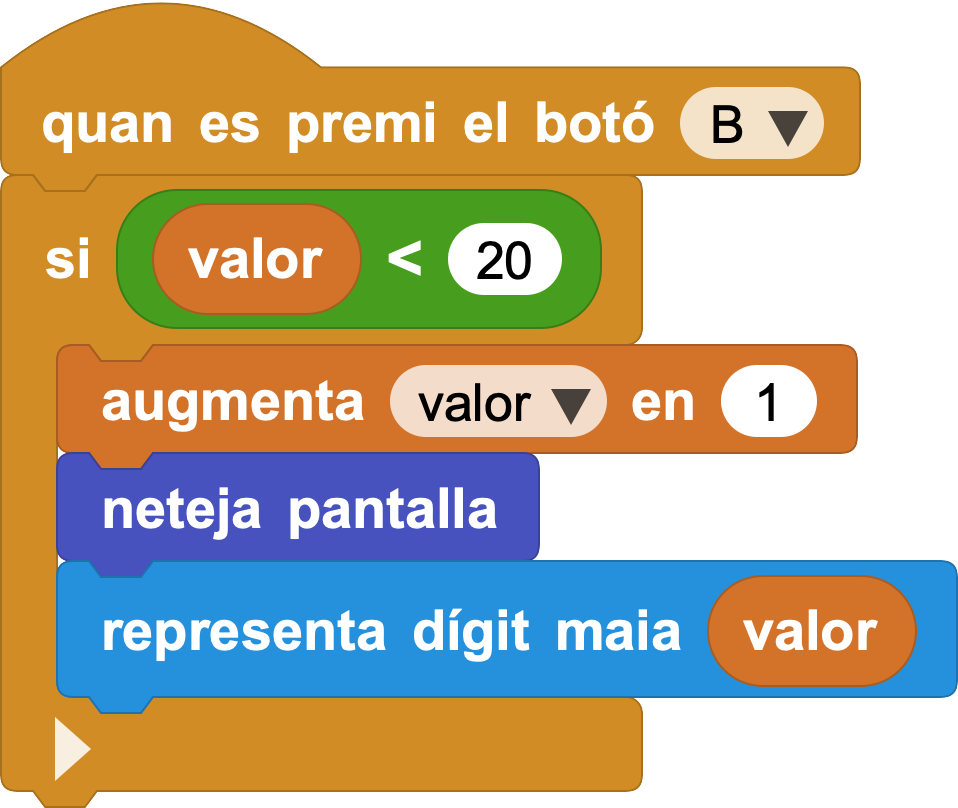 quan es premi el botó B
si valor < 20
augmenta valor en 1
neteja pantalla
representa dígit maia valor